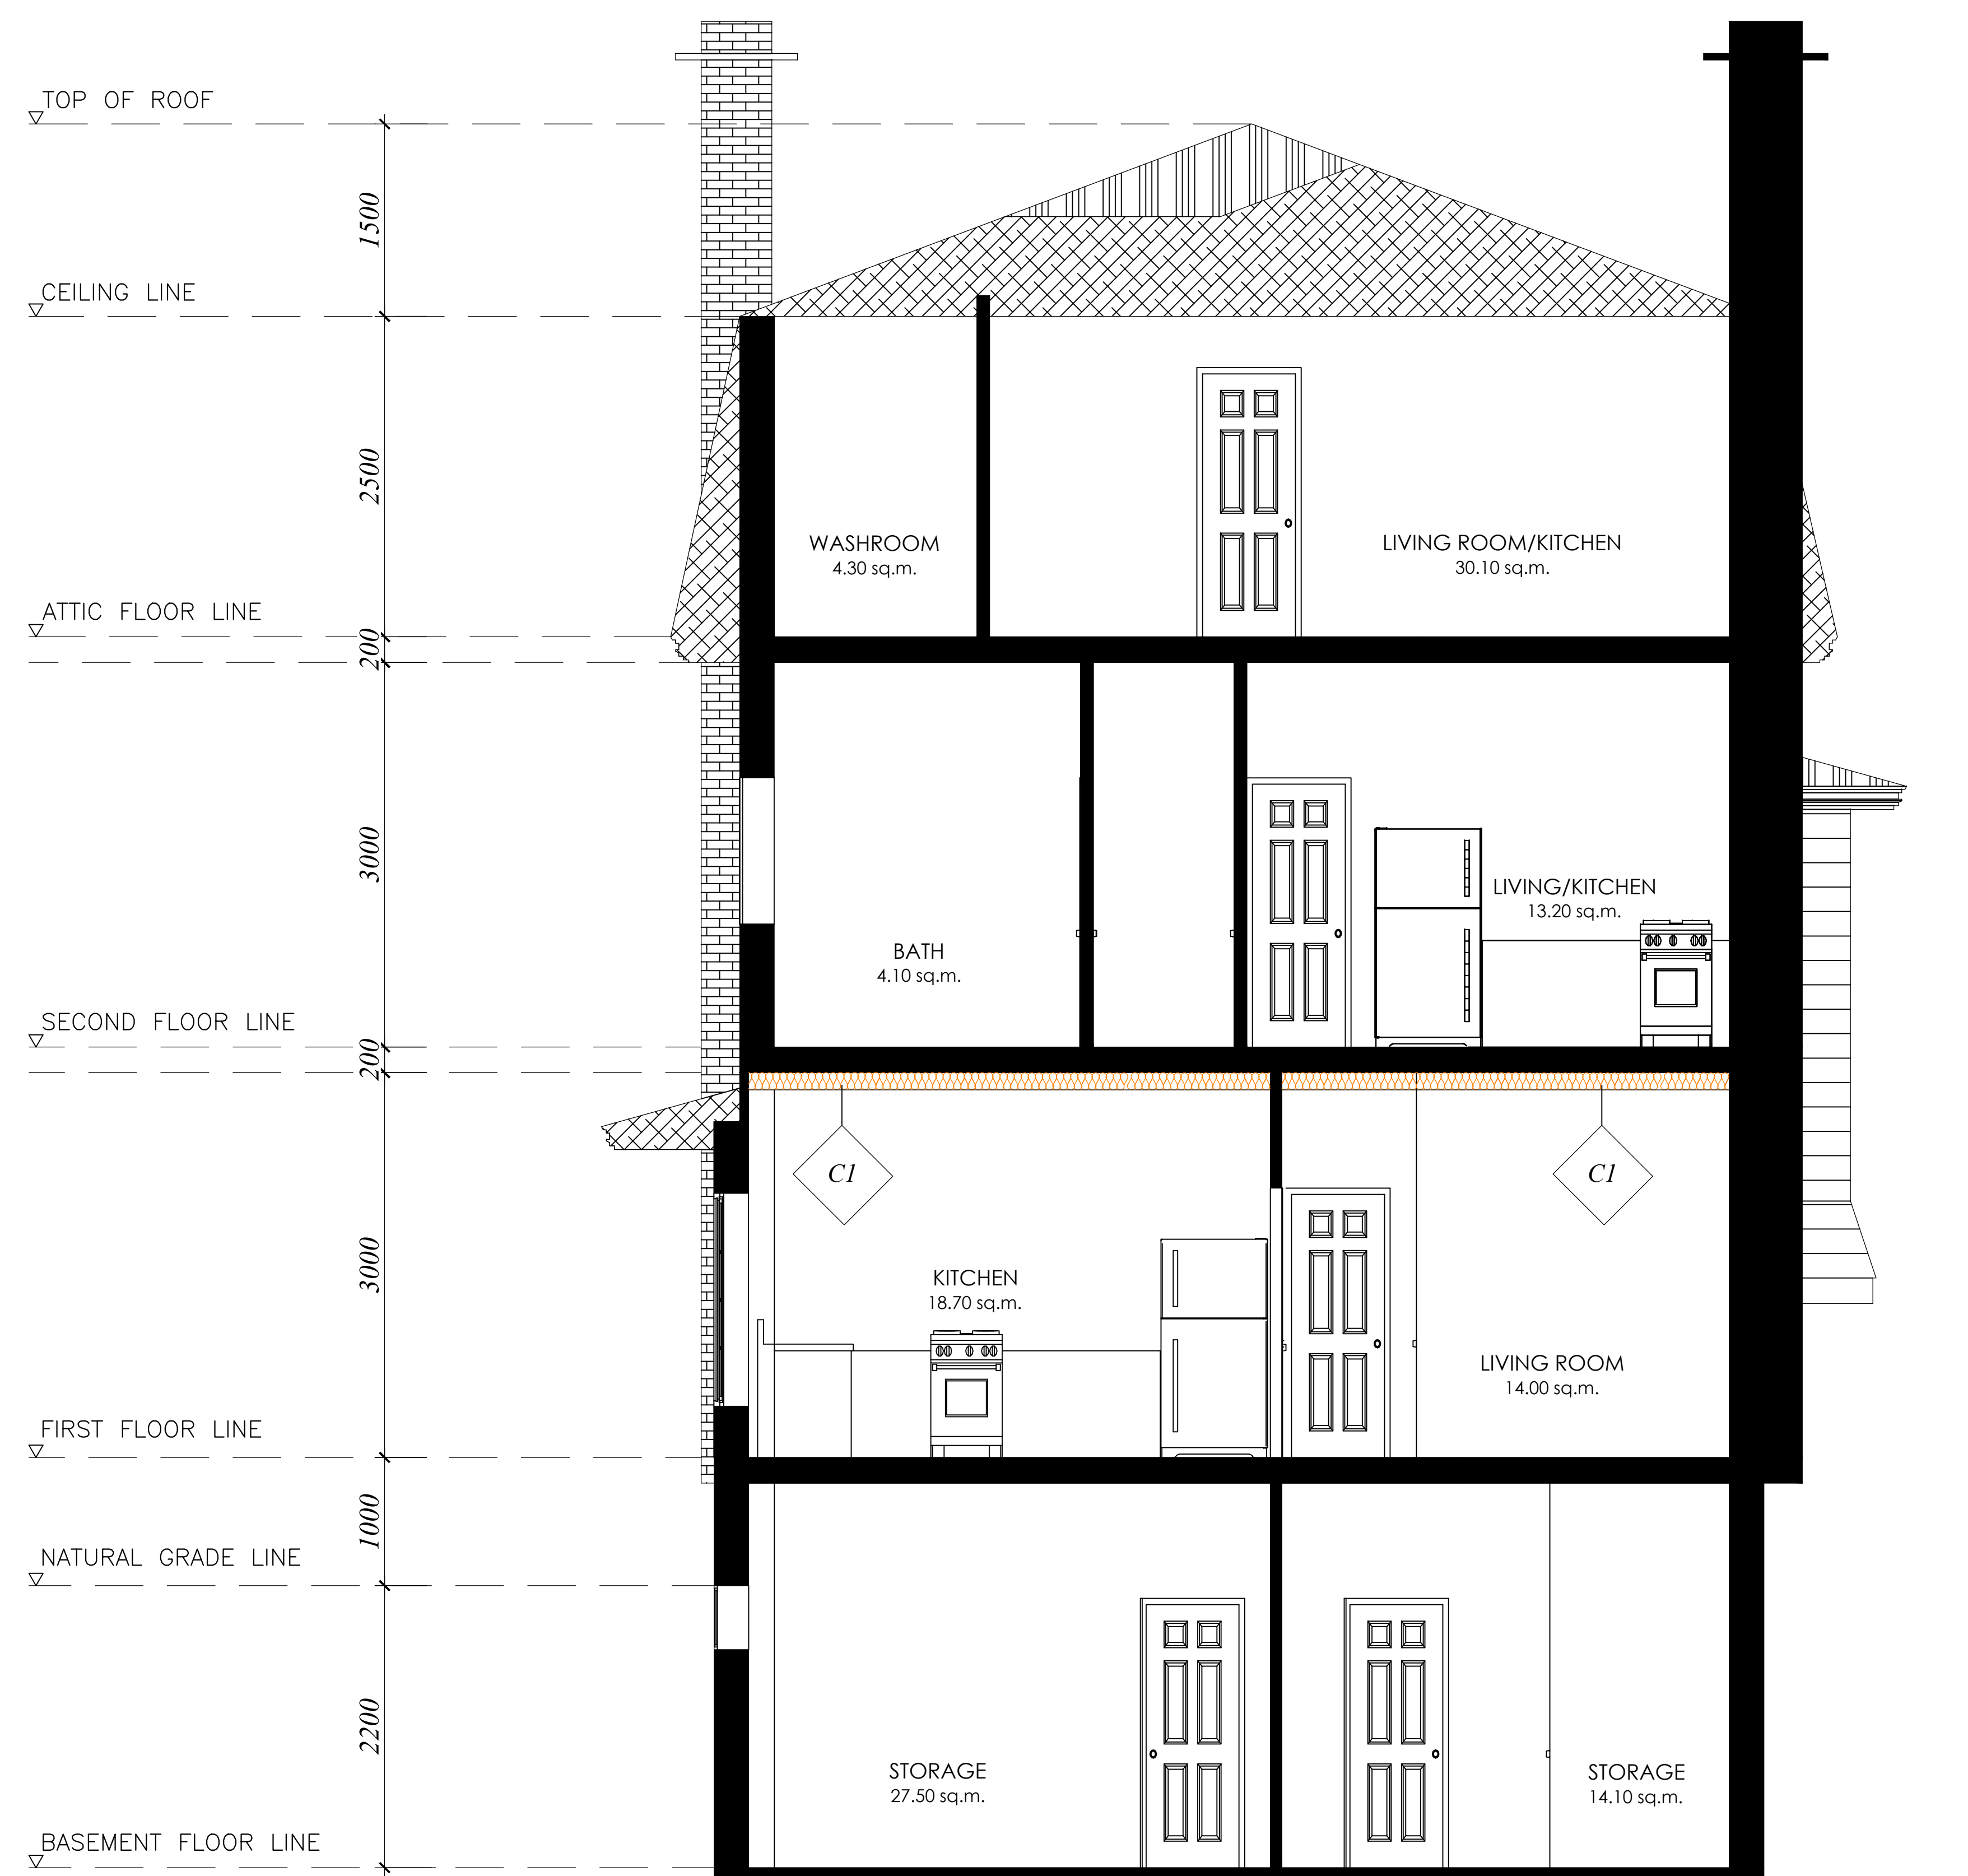 TOP OF ROOF
1500
CEILING LINE
2500
WASHROOM
4.30 sq.m.
LIVING ROOM/KITCHEN
30.10 sq.m.
ATTIC FLOOR LINE
200
3000
LIVING/KITCHEN
13.20 sq.m.
BATH
4.10 sq.m.
SECOND FLOOR LINE
200
C1
C1
3000
KITCHEN
18.70 sq.m.
LIVING ROOM
14.00 sq.m.
FIRST FLOOR LINE
1000
NATURAL GRADE LINE
2200
STORAGE
27.50 sq.m.
STORAGE
14.10 sq.m.
BASEMENT FLOOR LINE